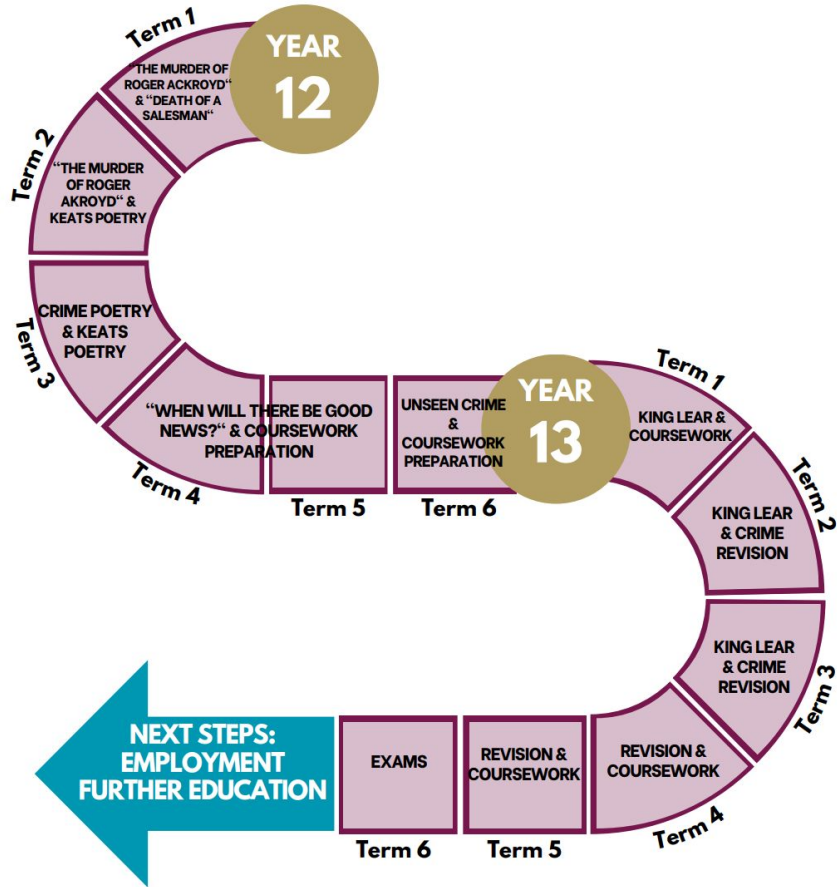 YEAR
12
Term 1
“THE MURDER OF
ROGER ACKROYD“
& “DEATH OF A
SALESMAN“
Term 2
“THE MURDER
OF ROGER
AKROYD“ &
KEATS POETRY
Term 3
CRIME POETRY
& KEATS
POETRY
Term 4
“WHEN WILL THERE BE GOOD
NEWS?“ & COURSEWORK
PREPARATION
Term 5
UNSEEN CRIME
&
COURSEWORK
PREPARATION
Term 6
YEAR
13
Term 1
KING LEAR &
COURSEWORK
Term 2
KING LEAR
& CRIME
REVISION
Term 3
KING LEAR
& CRIME
REVISION
Term 4
REVISION &
COURSEWORK
Term 5
REVISION &
COURSEWORK
Term 6
EXAMS
NEXT STEPS:
EMPLOYMENT
FURTHER EDUCATION